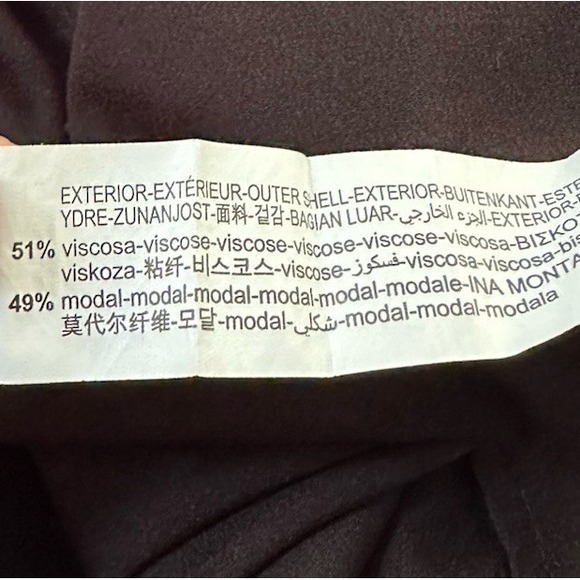 EXTERIOR-EXTÉRIEUR-OUTER SHELL-EXTERIOR-BUITENKANT-ESTE
YDRE-ZUNANJOST-面料-겉감-BAGIAN LUAR-الجزء الخارجي-EXTERIOR-
51% viscosa-viscose-viscose-viscose-viscose-viscosa-ΒΙΣΚΟ
viskoza-粘纤-비스코스-viscose-فسكوز-viscosa-viscosa-bis
49% modal-modal-modal-modal-modal-modale-INA MONTA
莫代尔纤维-모달-modal-شكلي-modal-modal-modala